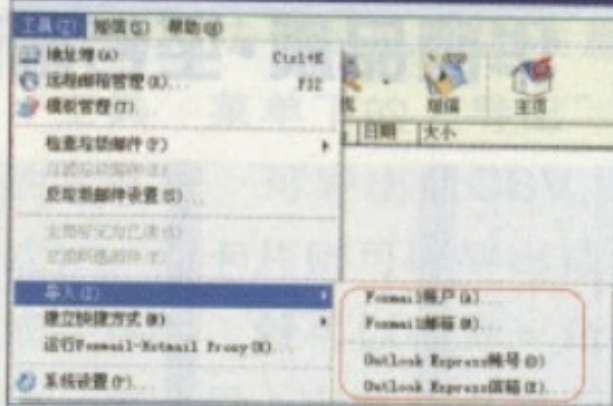 工具(T) 短信(S) 帮助(H)
地址簿(A) Ctrl+K
远程邮箱管理(R)... F12
模板管理(T)...
短信 主页
日期 大小
检查垃圾邮件(F)
反垃圾邮件设置(S)...
导入(I)
建立快捷方式(M)
运行Foxmail-Hotmail Proxy(X)...
系统设置(P)...
Foxmail账户(A)...
Foxmail邮箱(M)...
Outlook Express帐号(O)
Outlook Express信箱(E)...